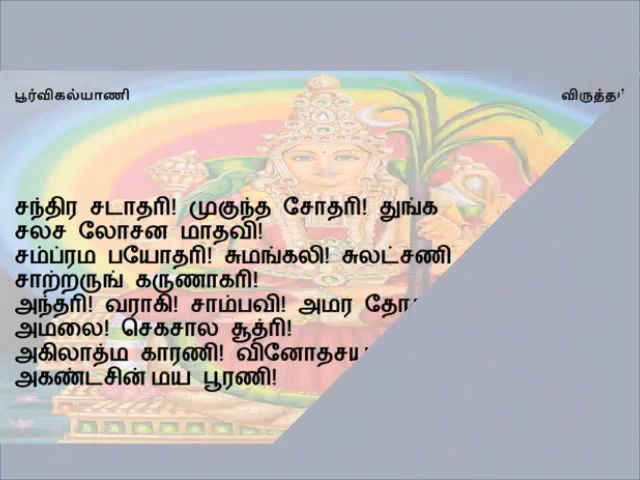 பூர்விகல்யாணி
சந்திர சடாதரி! முகுந்த சோதரி! துங்க
சலச லோசன மாதவி!
சம்ப்ரம பயோதரி! சுமங்கலி! சுலட்சணி
சாற்றருங் கருணாகரி!
அந்தரி! வராகி! சாம்பவி! அமர
அமலை! செகசால சூத்ரி!
அகிலாத்ம காரணி!
அகண்டசின்மய பூரணி!